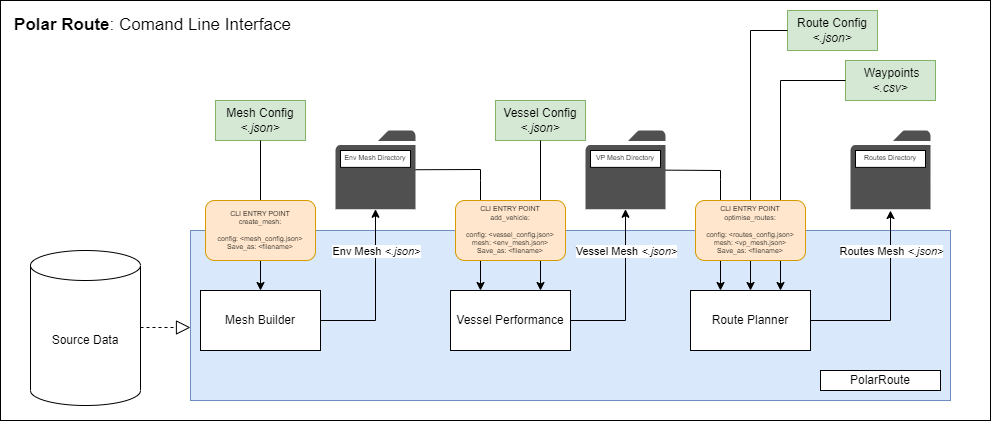 Polar Route: Comand Line Interface
Route Config
<.json>
Waypoints
<.csv>
Mesh Config
<.json>
Vessel Config
<.json>
Env Mesh Directory
VP Mesh Directory
Routes Directory
CLI ENTRY POINT
create_mesh:
config: <mesh_config.json>
Save_as: <filename>
CLI ENTRY POINT
add_vehicle:
config: <vessel_config.json>
mesh: <env_mesh.json>
Save_as: <filename>
CLI ENTRY POINT
optimise_routes:
config: <routes_config.json>
mesh: <vp_mesh.json>
Save_as: <filename>
Env Mesh <.json>
Vessel Mesh <.json>
Routes Mesh <.json>
Source Data
Mesh Builder
Vessel Performance
Route Planner
PolarRoute